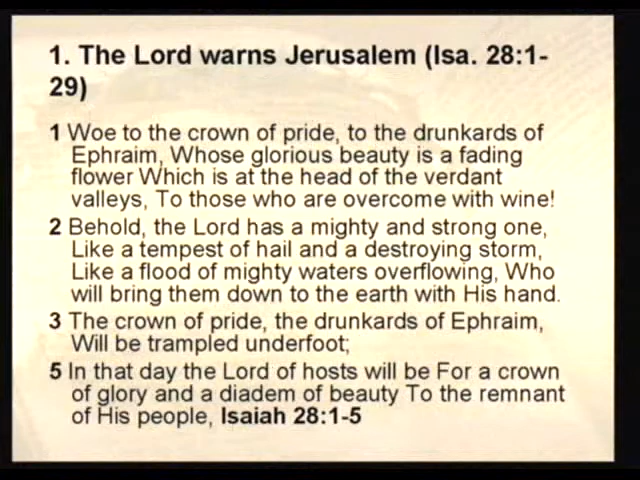 1. The Lord warns Jerusalem (Isa. 28:1-
29)
1 Woe to the crown of pride, to the drunkards of
Ephraim, Whose glorious beauty is a fading
flower Which is at the head of the verdant
valleys, To those who are overcome with wine!
2 Behold, the Lord has a mighty and strong one,
Like a tempest of hail and a destroying storm,
Like a flood of mighty waters overflowing, Who
will bring them down to the earth with His hand.
3 The crown of pride, the drunkards of Ephraim,
Will be trampled underfoot;
5 In that day the Lord of hosts will be For a crown
of glory and a diadem of beauty To the remnant
of His people, Isaiah 28:1-5